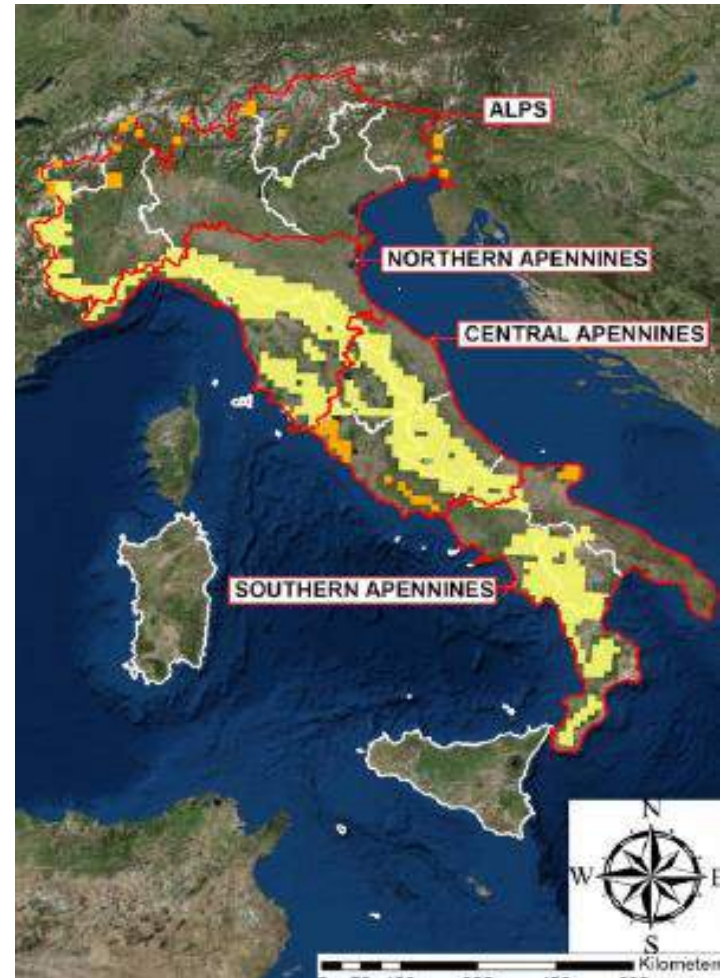 ALPS
NORTHERN APENNINES
CENTRAL APENNINES
SOUTHERN APENNINES
N
W E
S
Kilometers